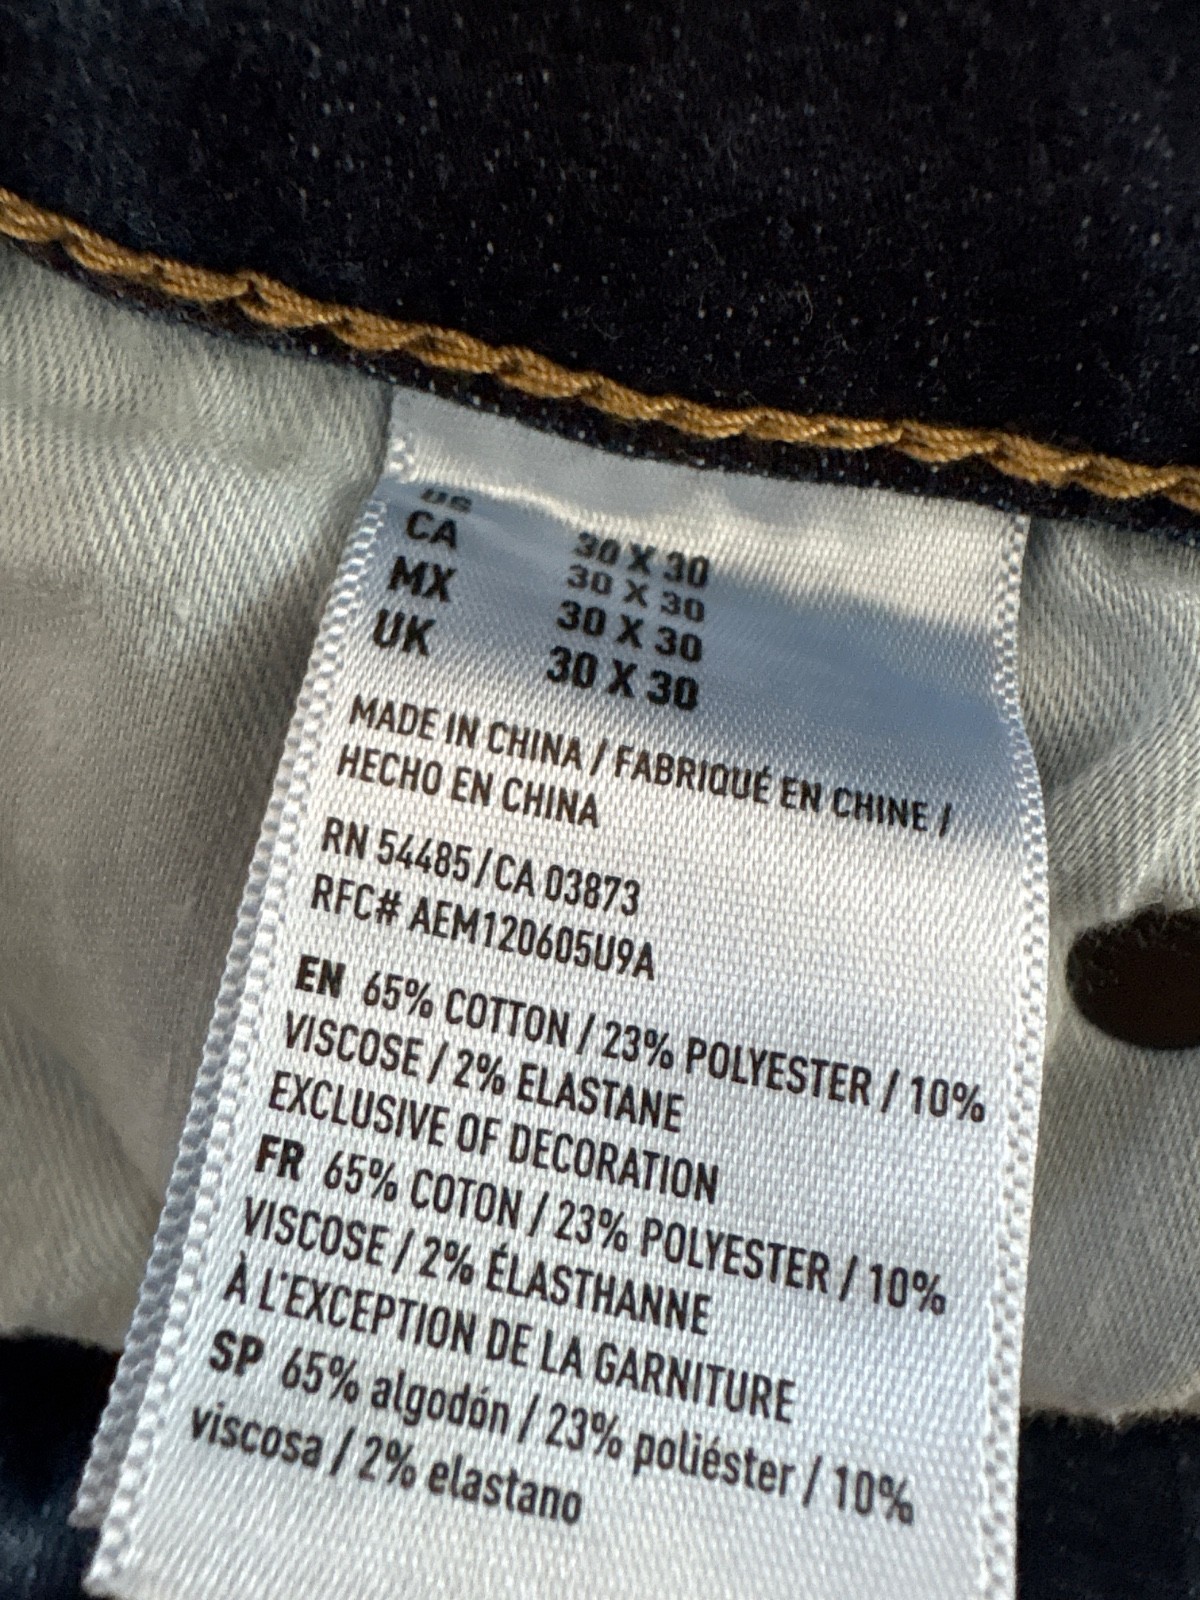 US 30 X 30
CA 30 X 30
MX 30 X 30
UK 30 X 30
MADE IN CHINA / FABRIQUÉ EN CHINE /
HECHO EN CHINA
RN 54485/CA 03873
RFC# AEM120605U9A
EN 65% COTTON / 23% POLYESTER / 10%
VISCOSE / 2% ELASTANE
EXCLUSIVE OF DECORATION
FR 65% COTON / 23% POLYESTER / 10%
VISCOSE / 2% ÉLASTHANNE
À L'EXCEPTION DE LA GARNITURE
SP 65% algodón / 23% poliéster / 10%
viscosa / 2% elastano